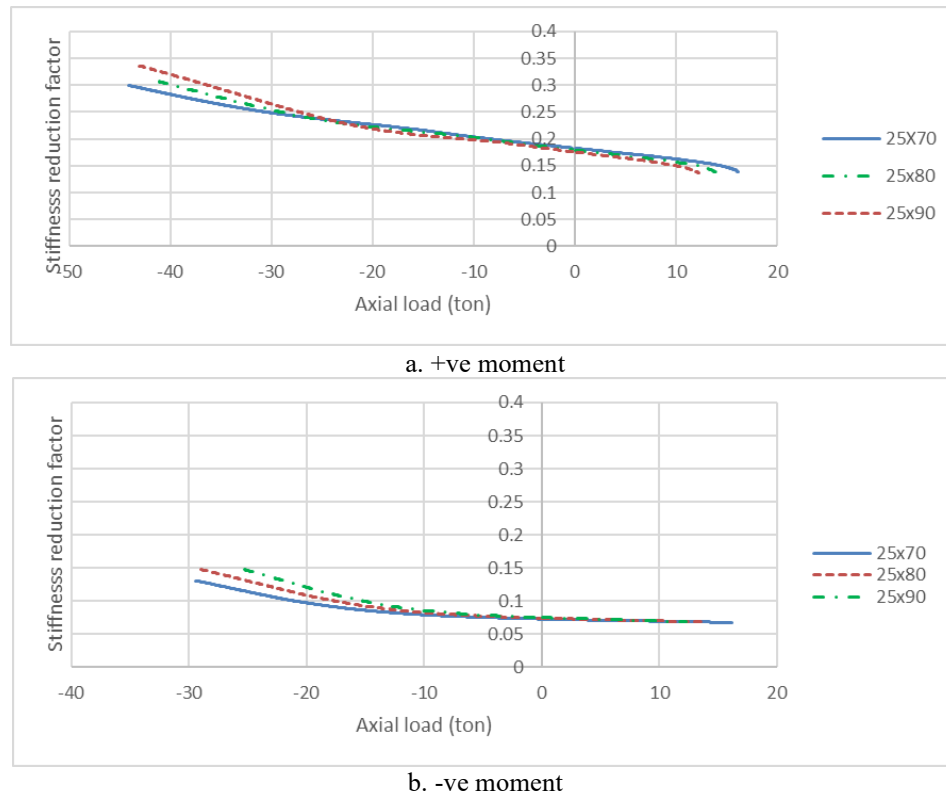 Stiffnesss reduction factor
0.4
0.35
0.3
0.25
0.2
0.15
0.1
0.05
0
-50
-40
-30
-20
-10
0
10
20
Axial load (ton)
25X70
25x80
25x90
a. +ve moment
Stiffnesss reduction factor
0.4
0.35
0.3
0.25
0.2
0.15
0.1
0.05
0
-40
-30
-20
-10
0
10
20
Axial load (ton)
25x70
25x80
25x90
b. -ve moment